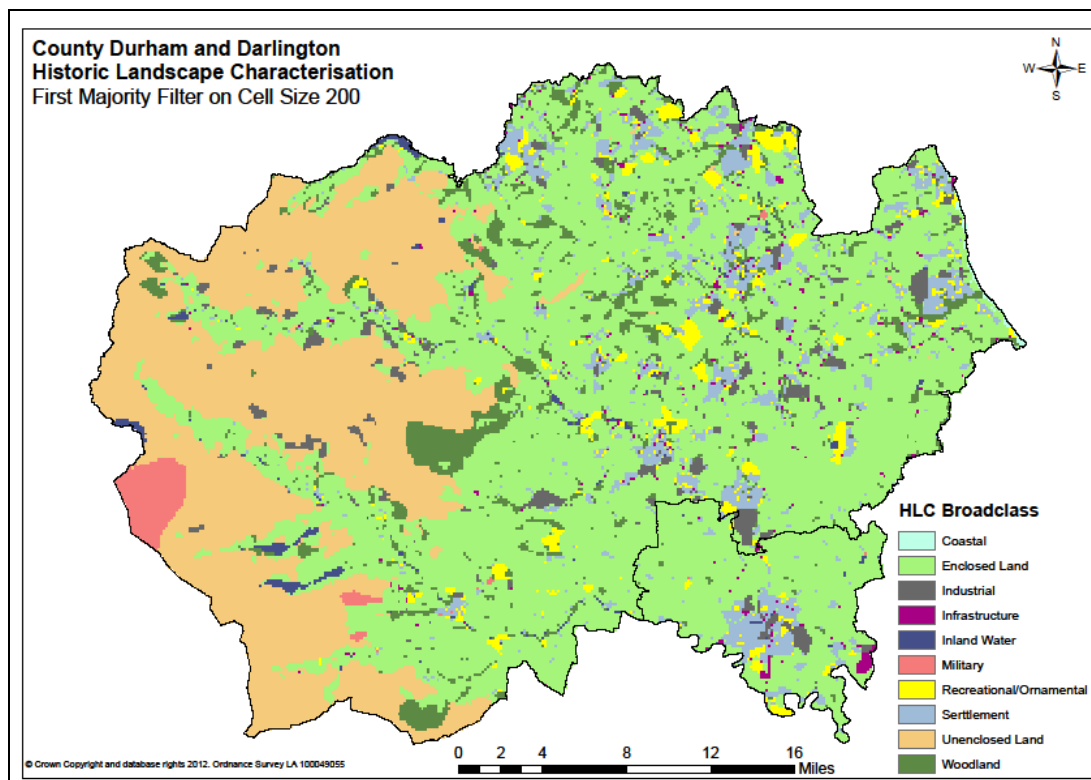 County Durham and Darlington
Historic Landscape Characterisation
First Majority Filter on Cell Size 200
N
W E
S
HLC Broadclass
Coastal
Enclosed Land
Industrial
Infrastructure
Inland Water
Military
Recreational/Ornamental
Serttlement
Unenclosed Land
Woodland
0 2 4 8 12 16
Miles
© Crown Copyright and database rights 2012. Ordnance Survey LA 100049055